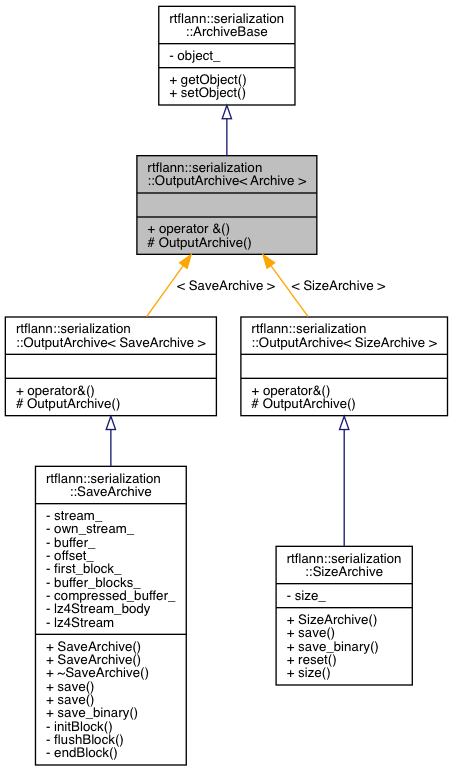 rtflann::serialization
::ArchiveBase
- object_
+ getObject()
+ setObject()
rtflann::serialization
::OutputArchive< Archive >
+ operator &()
# OutputArchive()
< SaveArchive >
< SizeArchive >
rtflann::serialization
::OutputArchive< SaveArchive >
+ operator&()
# OutputArchive()
rtflann::serialization
::OutputArchive< SizeArchive >
+ operator&()
# OutputArchive()
rtflann::serialization
::SaveArchive
- stream_
- own_stream_
- buffer_
- offset_
- first_block_
- buffer_blocks_
- compressed_buffer_
- lz4Stream_body
- lz4Stream
+ SaveArchive()
+ SaveArchive()
+ ~SaveArchive()
+ save()
+ save()
+ save_binary()
- initBlock()
- flushBlock()
- endBlock()
rtflann::serialization
::SizeArchive
- size_
+ SizeArchive()
+ save()
+ save_binary()
+ reset()
+ size()